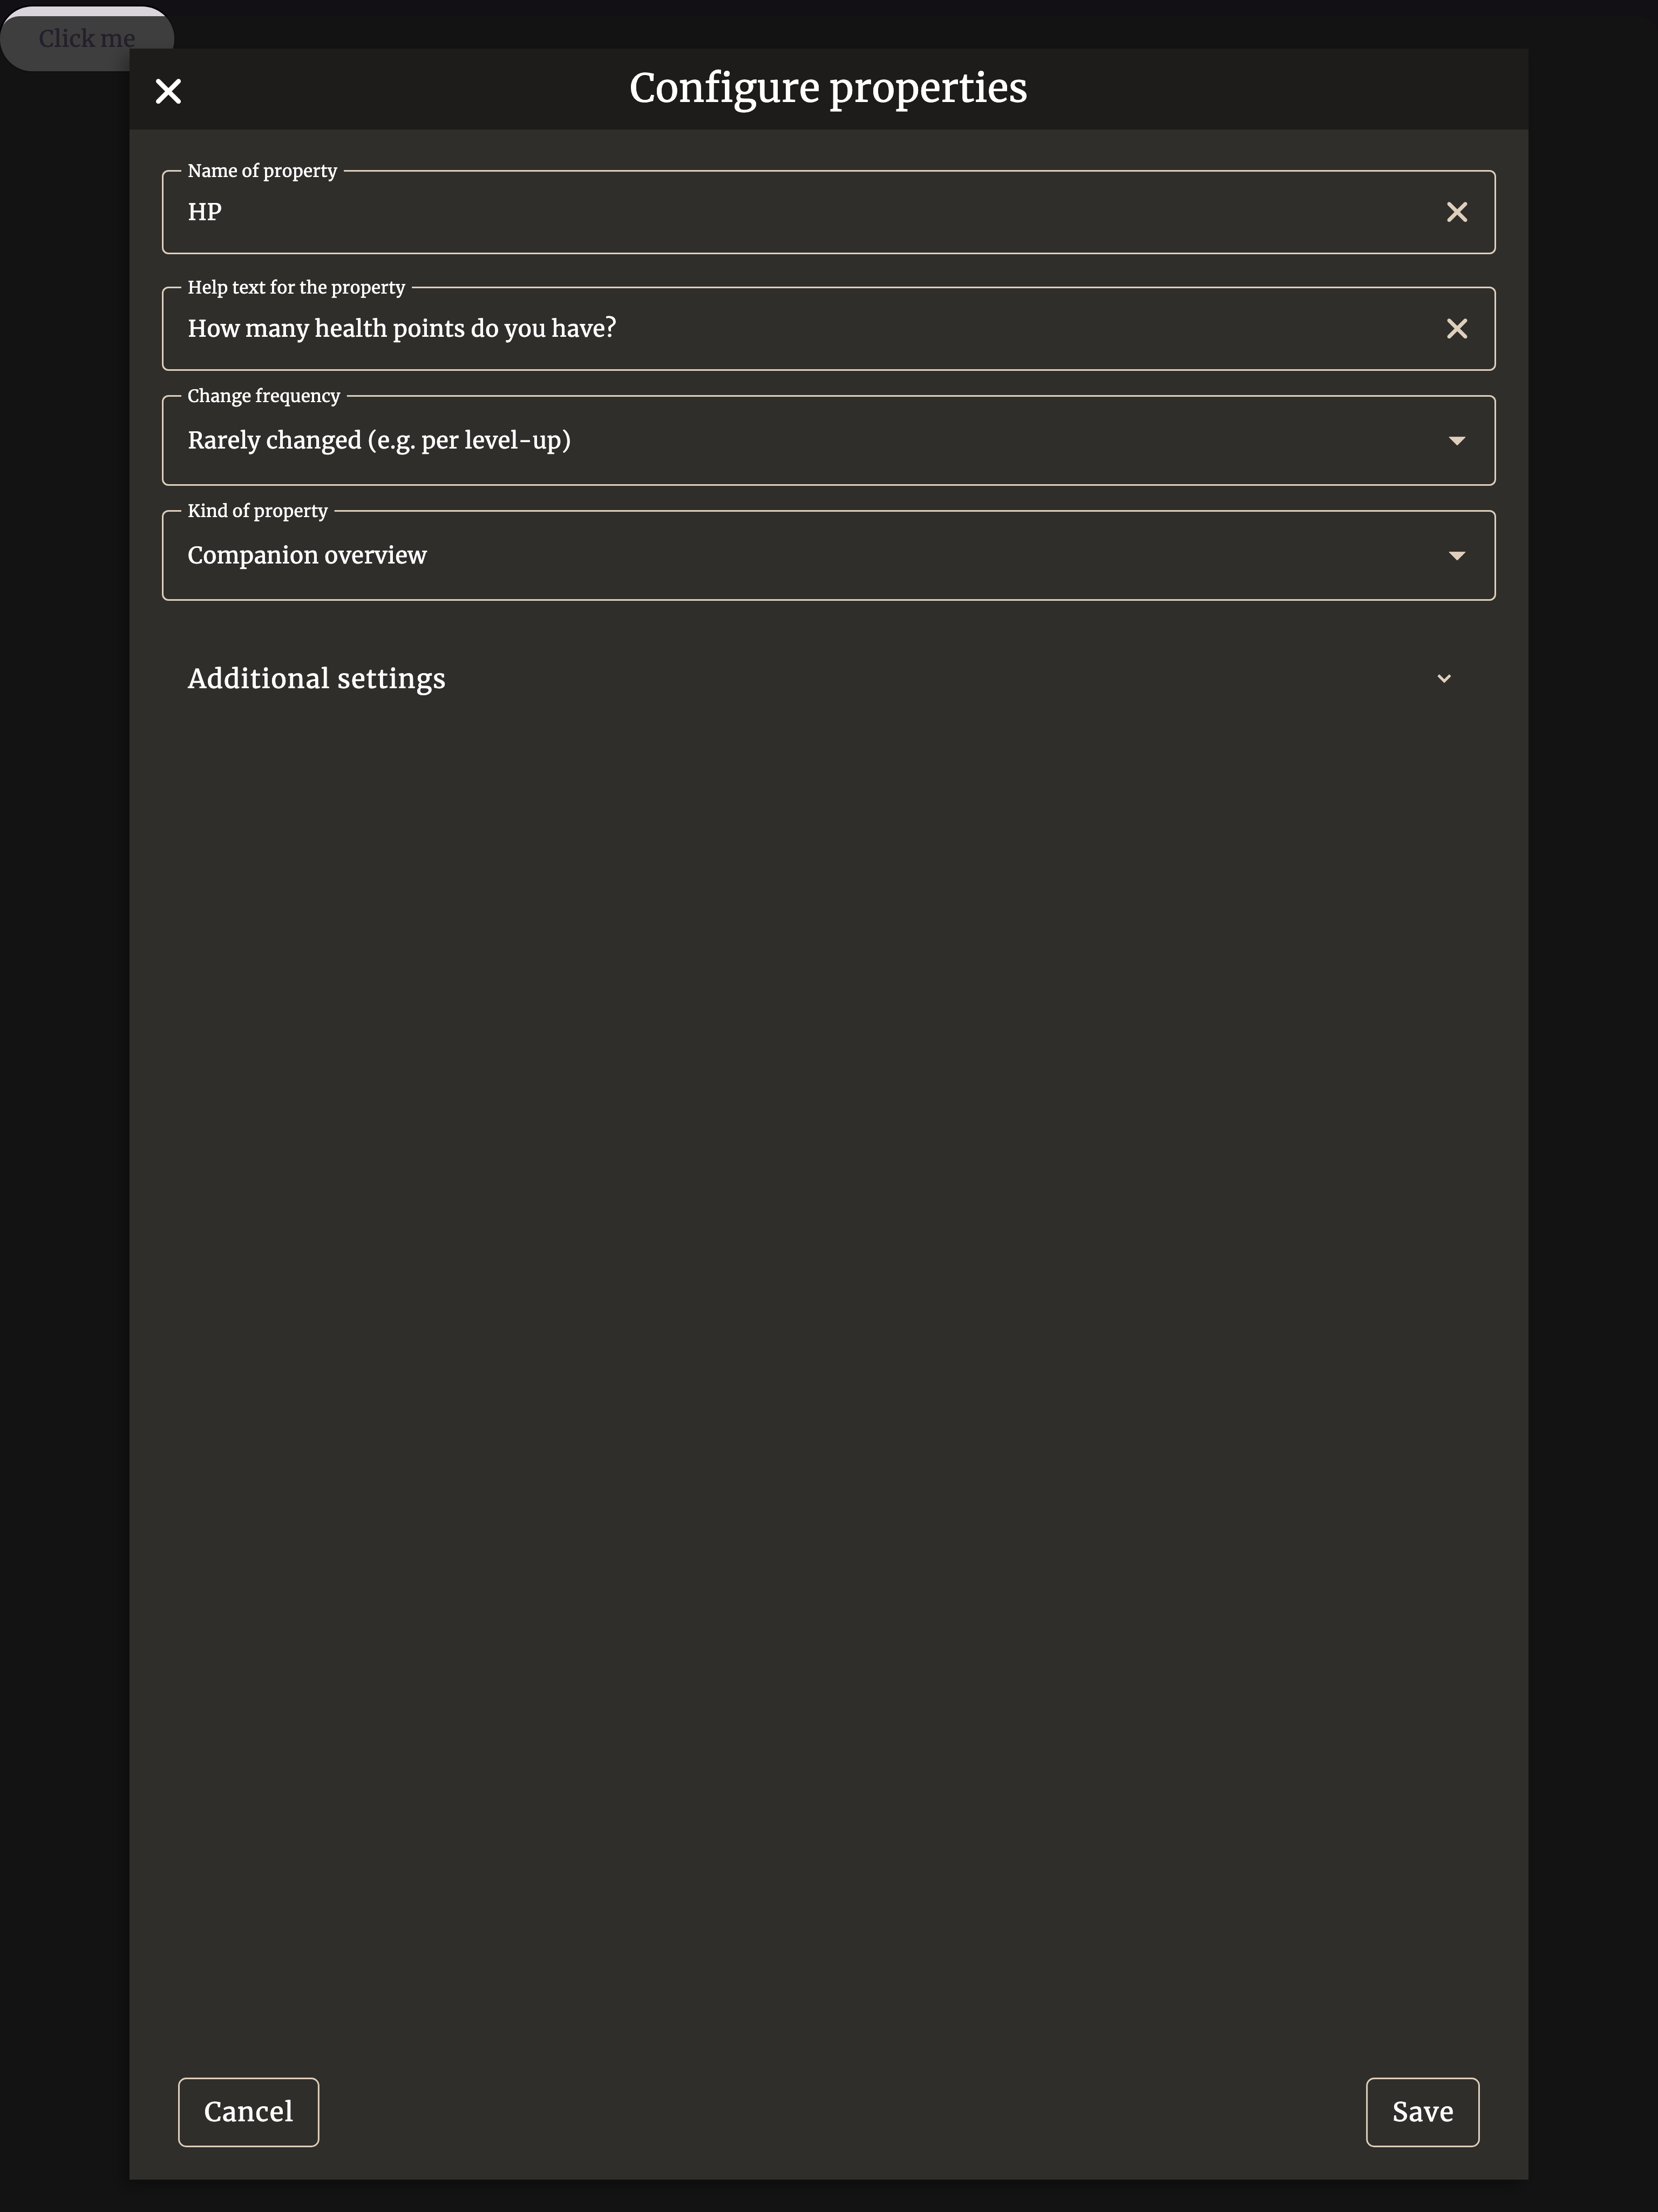 Click me
Configure properties
Name of property
HP
Help text for the property
How many health points do you have?
Change frequency
Rarely changed (e.g. per level-up)
Kind of property
Companion overview
Additional settings
Cancel
Save